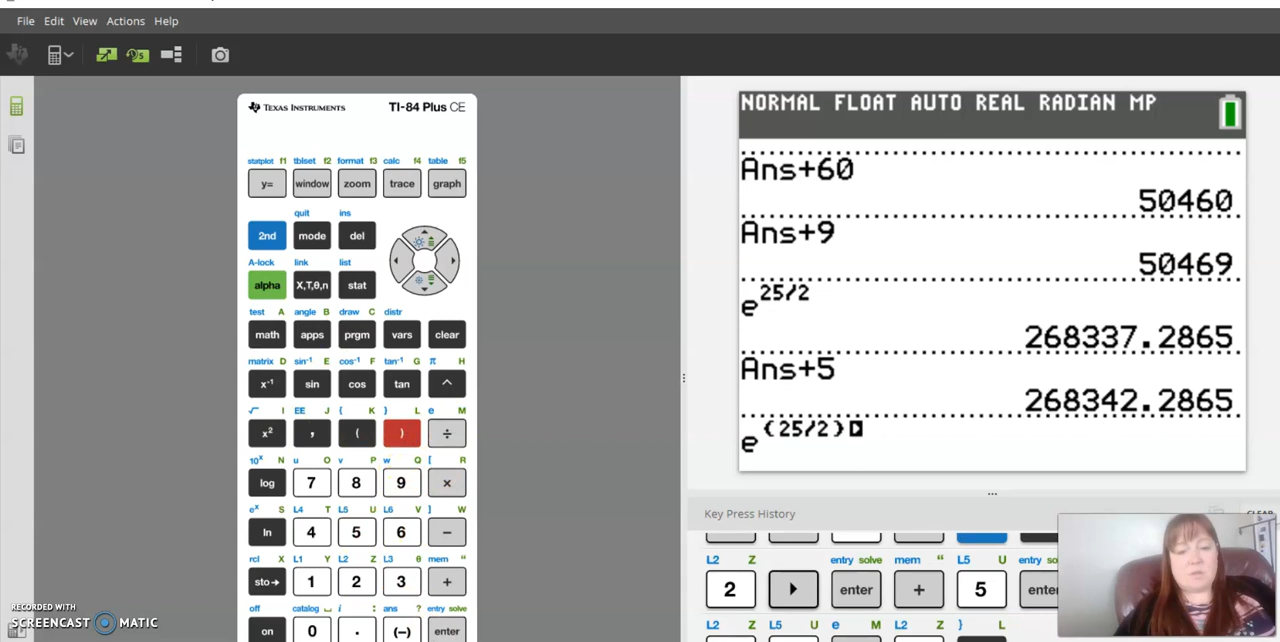 File Edit View Actions Help
TEXAS INSTRUMENTS TI-84 Plus CE
statplot f1 tblset f2 format f3 calc f4 table f5
y= window zoom trace graph
quit ins
2nd mode del
A-lock link list
alpha X,T,θ,n stat
test A angle B draw C distr
math apps prgm vars clear
matrix D sin⁻¹ E cos⁻¹ F tan⁻¹ G π H
x⁻¹ sin cos tan ^
√ I EE J { K } L e M
x² , ( ) ÷
10ˣ N u O v P w Q [ R
log 7 8 9 ×
eˣ S L4 T L5 U L6 V ] W
ln 4 5 6 −
rcl X L1 Y L2 Z L3 θ mem “
sto→ 1 2 3 +
off catalog ⎵ i : ans ? entry solve
on 0 . (−) enter
RECORDED WITH
SCREENCAST MATIC
NORMAL FLOAT AUTO REAL RADIAN MP
Ans+60
50460
Ans+9
50469
e^25/2
268337.2865
Ans+5
268342.2865
e^(25/2)
Key Press History
L2 Z entry solve mem “ L5 U entry so
2 enter + 5 enter
L2 Z L5 U e M L2 Z } L